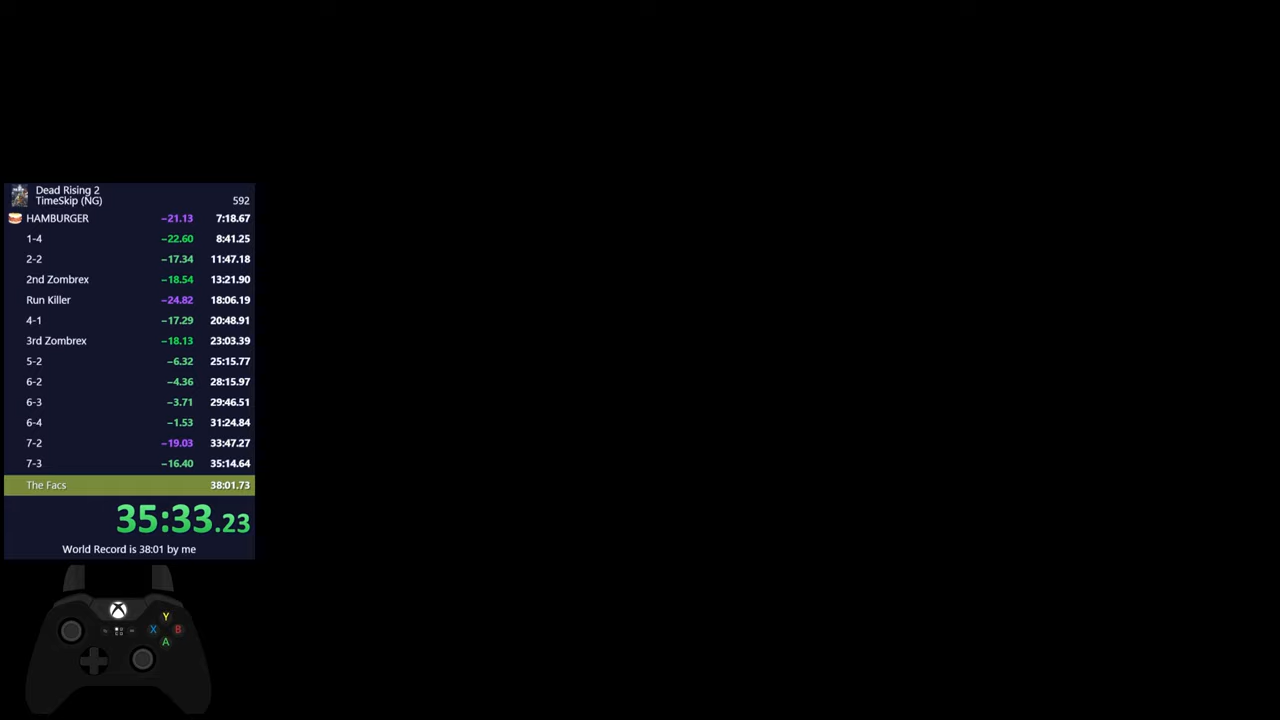 Dead Rising 2
TimeSkip (NG) 592
HAMBURGER -21.13 7:18.67
1-4 -22.60 8:41.25
2-2 -17.34 11:47.18
2nd Zombrex -18.54 13:21.90
Run Killer -24.82 18:06.19
4-1 -17.29 20:48.91
3rd Zombrex -18.13 23:03.39
5-2 -6.32 25:15.77
6-2 -4.36 28:15.97
6-3 -3.71 29:46.51
6-4 -1.53 31:24.84
7-2 -19.03 33:47.27
7-3 -16.40 35:14.64
The Facs 38:01.73
35:33.23
World Record is 38:01 by me
Y
X B
A